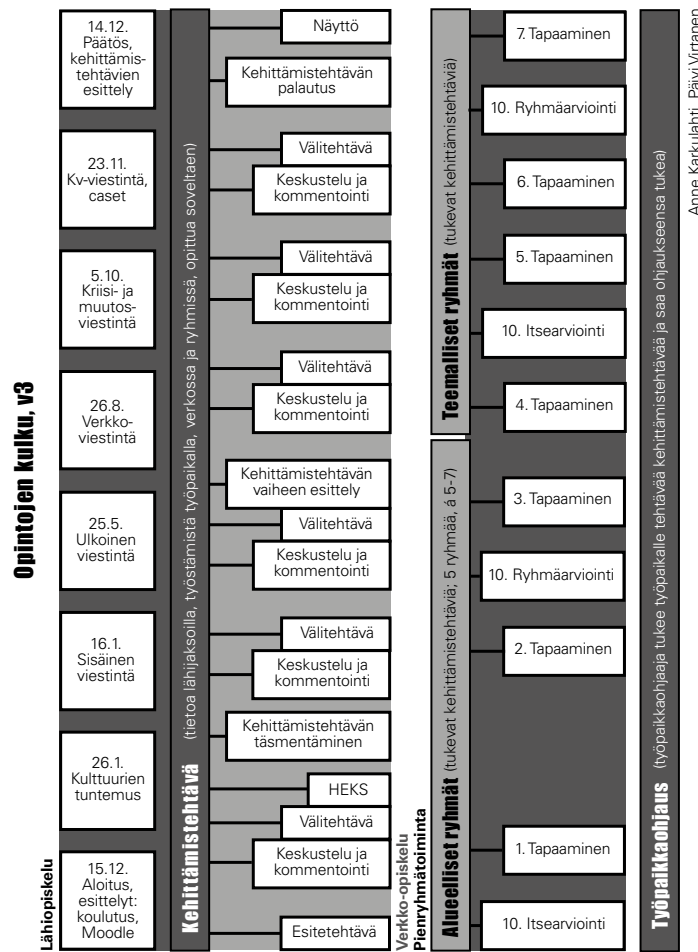 Opintojen kulku, v3
Lähiopiskelu
15.12.
Aloitus,
esittelyt:
koulutus,
Moodle
26.1.
Kulttuurien
tuntemus
16.1.
Sisäinen
viestintä
25.5.
Ulkoinen
viestintä
26.8.
Verkko-
viestintä
5.10.
Kriisi- ja
muutos-
viestintä
23.11.
Kv-viestintä,
caset
14.12.
Päätös,
kehittämis-
tehtävien
esittely
Kehittämistehtävä (tietoa lähijaksoilla, työstämistä työpaikalla, verkossa ja ryhmissä, opittua soveltaen)
Esitetehtävä
Keskustelu ja
kommentointi
Välitehtävä
HEKS
Kehittämistehtävän
täsmentäminen
Keskustelu ja
kommentointi
Välitehtävä
Keskustelu ja
kommentointi
Välitehtävä
Kehittämistehtävän
vaiheen esittely
Keskustelu ja
kommentointi
Välitehtävä
Keskustelu ja
kommentointi
Välitehtävä
Keskustelu ja
kommentointi
Välitehtävä
Kehittämistehtävän
palautus
Näyttö
Verkko-opiskelu
Pienryhmätoiminta
Alueelliset ryhmät (tukevat kehittämistehtäviä; 5 ryhmää, á 5-7)
Teemalliset ryhmät (tukevat kehittämistehtäviä)
10. Itsearviointi
1. Tapaaminen
2. Tapaaminen
10. Ryhmäarviointi
3. Tapaaminen
4. Tapaaminen
10. Itsearviointi
5. Tapaaminen
6. Tapaaminen
10. Ryhmäarviointi
7. Tapaaminen
Työpaikkaohjaus (työpaikkaohjaaja tukee työpaikalle tehtävää kehittämistehtävää ja saa ohjaukseensa tukea)
Anne Karkulahti, Päivi Virtanen